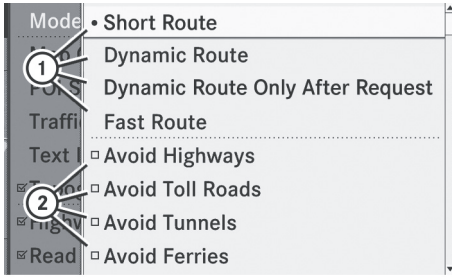 Mode • Short Route
Dynamic Route
1
Dynamic Route Only After Request
Traffi Fast Route
Text I Avoid Highways
Avoid Toll Roads
2
Highw Avoid Tunnels
Read Avoid Ferries